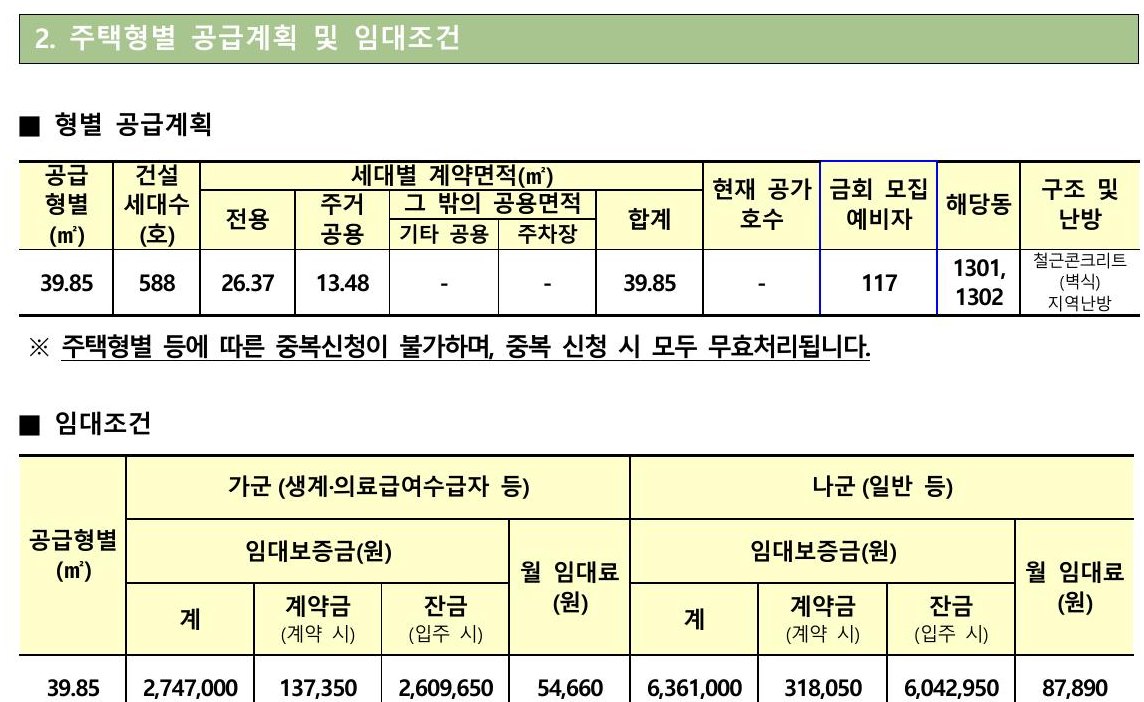 2. 주택형별 공급계획 및 임대조건
■ 형별 공급계획
공급 형별 (㎡) 건설 세대수 (호) 세대별 계약면적(㎡) 현재 공가 호수 금회 모집 예비자 해당동 구조 및 난방
전용 주거 공용 그 밖의 공용면적 합계
기타 공용 주차장
39.85 588 26.37 13.48 - - 39.85 - 117 1301, 1302 철근콘크리트 (벽식) 지역난방
※ 주택형별 등에 따른 중복신청이 불가하며, 중복 신청 시 모두 무효처리됩니다.
■ 임대조건
공급형별 (㎡) 가군 (생계·의료급여수급자 등) 나군 (일반 등)
임대보증금(원) 월 임대료 (원) 임대보증금(원) 월 임대료 (원)
계 계약금 (계약 시) 잔금 (입주 시) 계 계약금 (계약 시) 잔금 (입주 시)
39.85 2,747,000 137,350 2,609,650 54,660 6,361,000 318,050 6,042,950 87,890